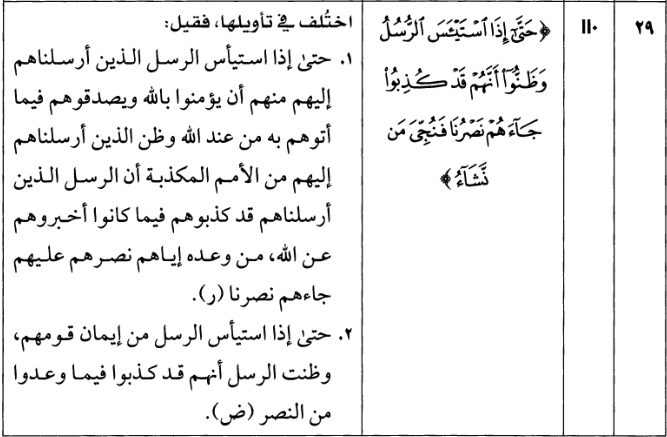 ٢٩
١١٠
﴿حَتَّىٰٓ إِذَا ٱسۡتَيۡـَٔسَ ٱلرُّسُلُ
وَظَنُّوٓاْ أَنَّهُمۡ قَدۡ كُذِبُواْ
جَآءَهُمۡ نَصۡرُنَا فَنُجِّيَ مَن
نَّشَآءُ﴾
اختُلف في تأويلها، فقيل:
١. حتىٰ إذا استيأس الرسل الذين أرسلناهم
إليهم منهم أن يؤمنوا بالله ويصدقوهم فيما
أتوهم به من عند الله وظن الذين أرسلناهم
إليهم من الأمم المكذبة أن الرسل الذين
أرسلناهم قد كذبوهم فيما كانوا أخبروهم
عن الله، من وعده إياهم نصرهم عليهم
جاءهم نصرنا (ر).
٢. حتىٰ إذا استيأس الرسل من إيمان قومهم،
وظنت الرسل أنهم قد كذبوا فيما وعدوا
من النصر (ض).